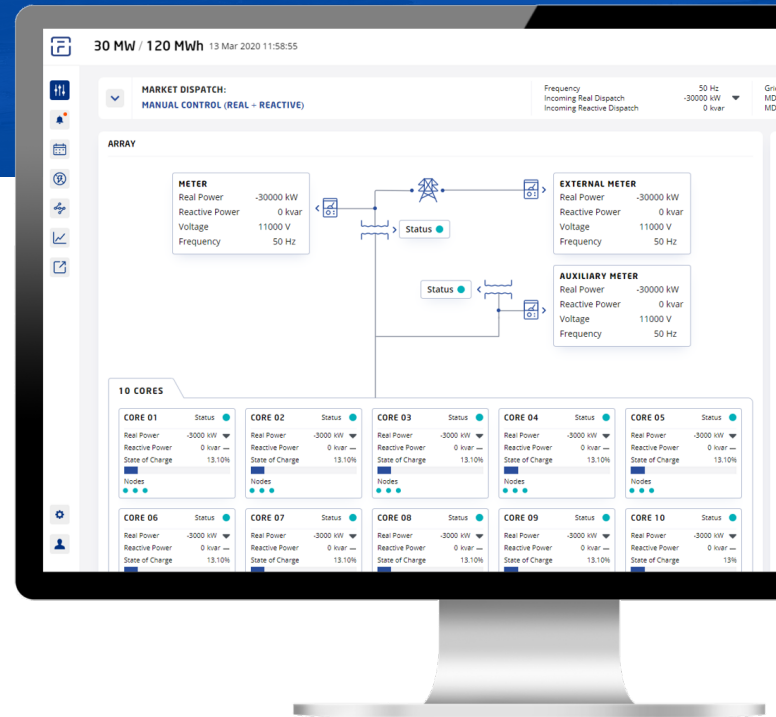 30 MW / 120 MWh 13 Mar 2020 11:58:55
MARKET DISPATCH:
MANUAL CONTROL (REAL + REACTIVE)
Frequency 50 Hz
Incoming Real Dispatch -30000 kW
Incoming Reactive Dispatch 0 kvar
Gri
MD
MD
ARRAY
METER
Real Power -30000 kW
Reactive Power 0 kvar
Voltage 11000 V
Frequency 50 Hz
Status
EXTERNAL METER
Real Power -30000 kW
Reactive Power 0 kvar
Voltage 11000 V
Frequency 50 Hz
Status
AUXILIARY METER
Real Power -30000 kW
Reactive Power 0 kvar
Voltage 11000 V
Frequency 50 Hz
10 CORES
CORE 01 Status
Real Power -3000 kW
Reactive Power 0 kvar
State of Charge 13.10%
Nodes
CORE 02 Status
Real Power -3000 kW
Reactive Power 0 kvar
State of Charge 13.10%
Nodes
CORE 03 Status
Real Power -3000 kW
Reactive Power 0 kvar
State of Charge 13.10%
Nodes
CORE 04 Status
Real Power -3000 kW
Reactive Power 0 kvar
State of Charge 13.10%
Nodes
CORE 05 Status
Real Power -3000 kW
Reactive Power 0 kvar
State of Charge 13.10%
Nodes
CORE 06 Status
Real Power -3000 kW
Reactive Power 0 kvar
State of Charge 13.10%
CORE 07 Status
Real Power -3000 kW
Reactive Power 0 kvar
State of Charge 13.10%
CORE 08 Status
Real Power -3000 kW
Reactive Power 0 kvar
State of Charge 13.10%
CORE 09 Status
Real Power -3000 kW
Reactive Power 0 kvar
State of Charge 13.10%
CORE 10 Status
Real Power -3000 kW
Reactive Power 0 kvar
State of Charge 13%